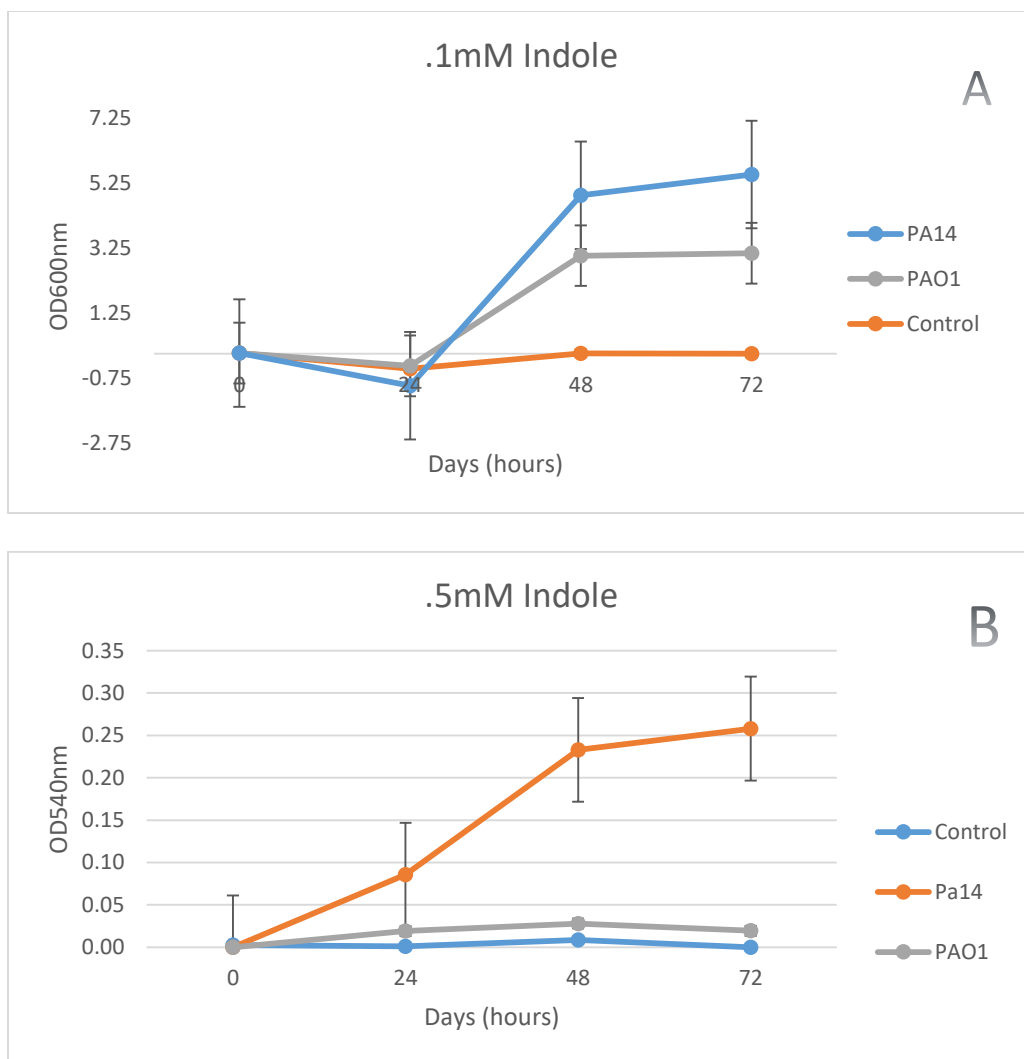 .1mM Indole
A
7.25
5.25
3.25
1.25
-0.75
-2.75
OD600nm
0
24
48
72
Days (hours)
PA14
PAO1
Control
.5mM Indole
B
0.35
0.30
0.25
0.20
0.15
0.10
0.05
0.00
OD540nm
0
24
48
72
Days (hours)
Control
Pa14
PAO1